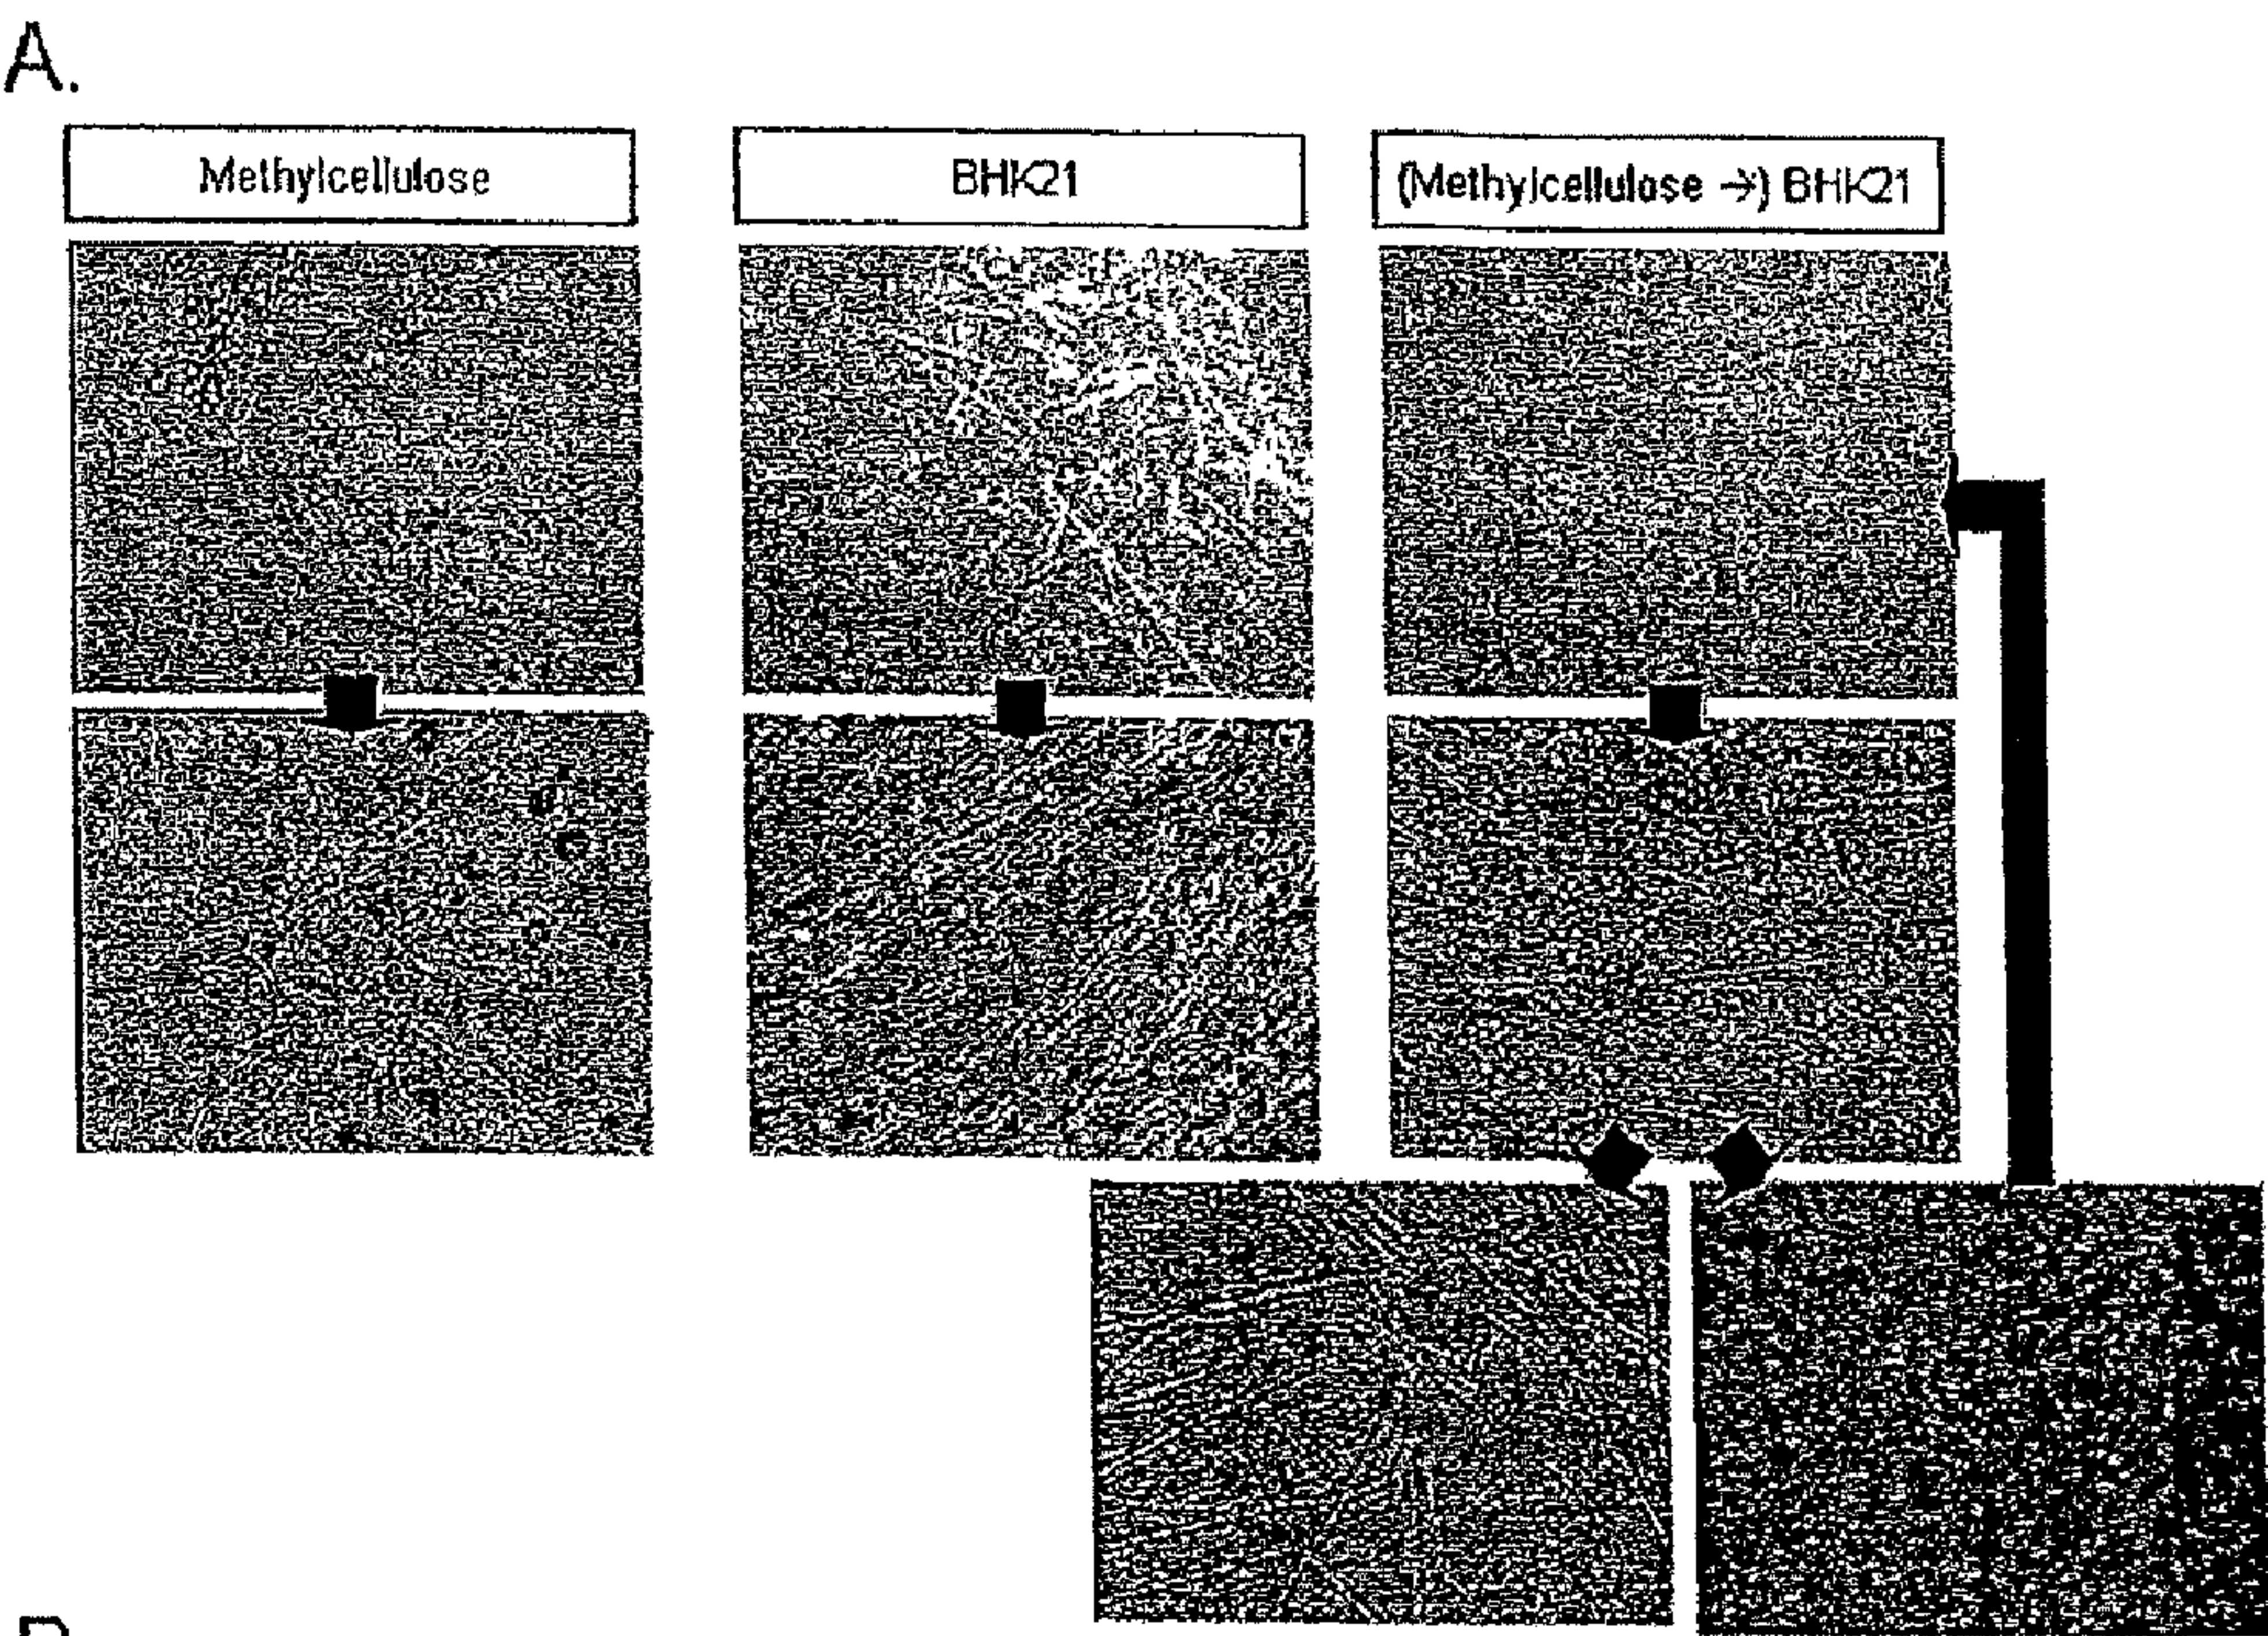 A.
Methylcellulose
BHK21
(Methylcellulose →) BHK21